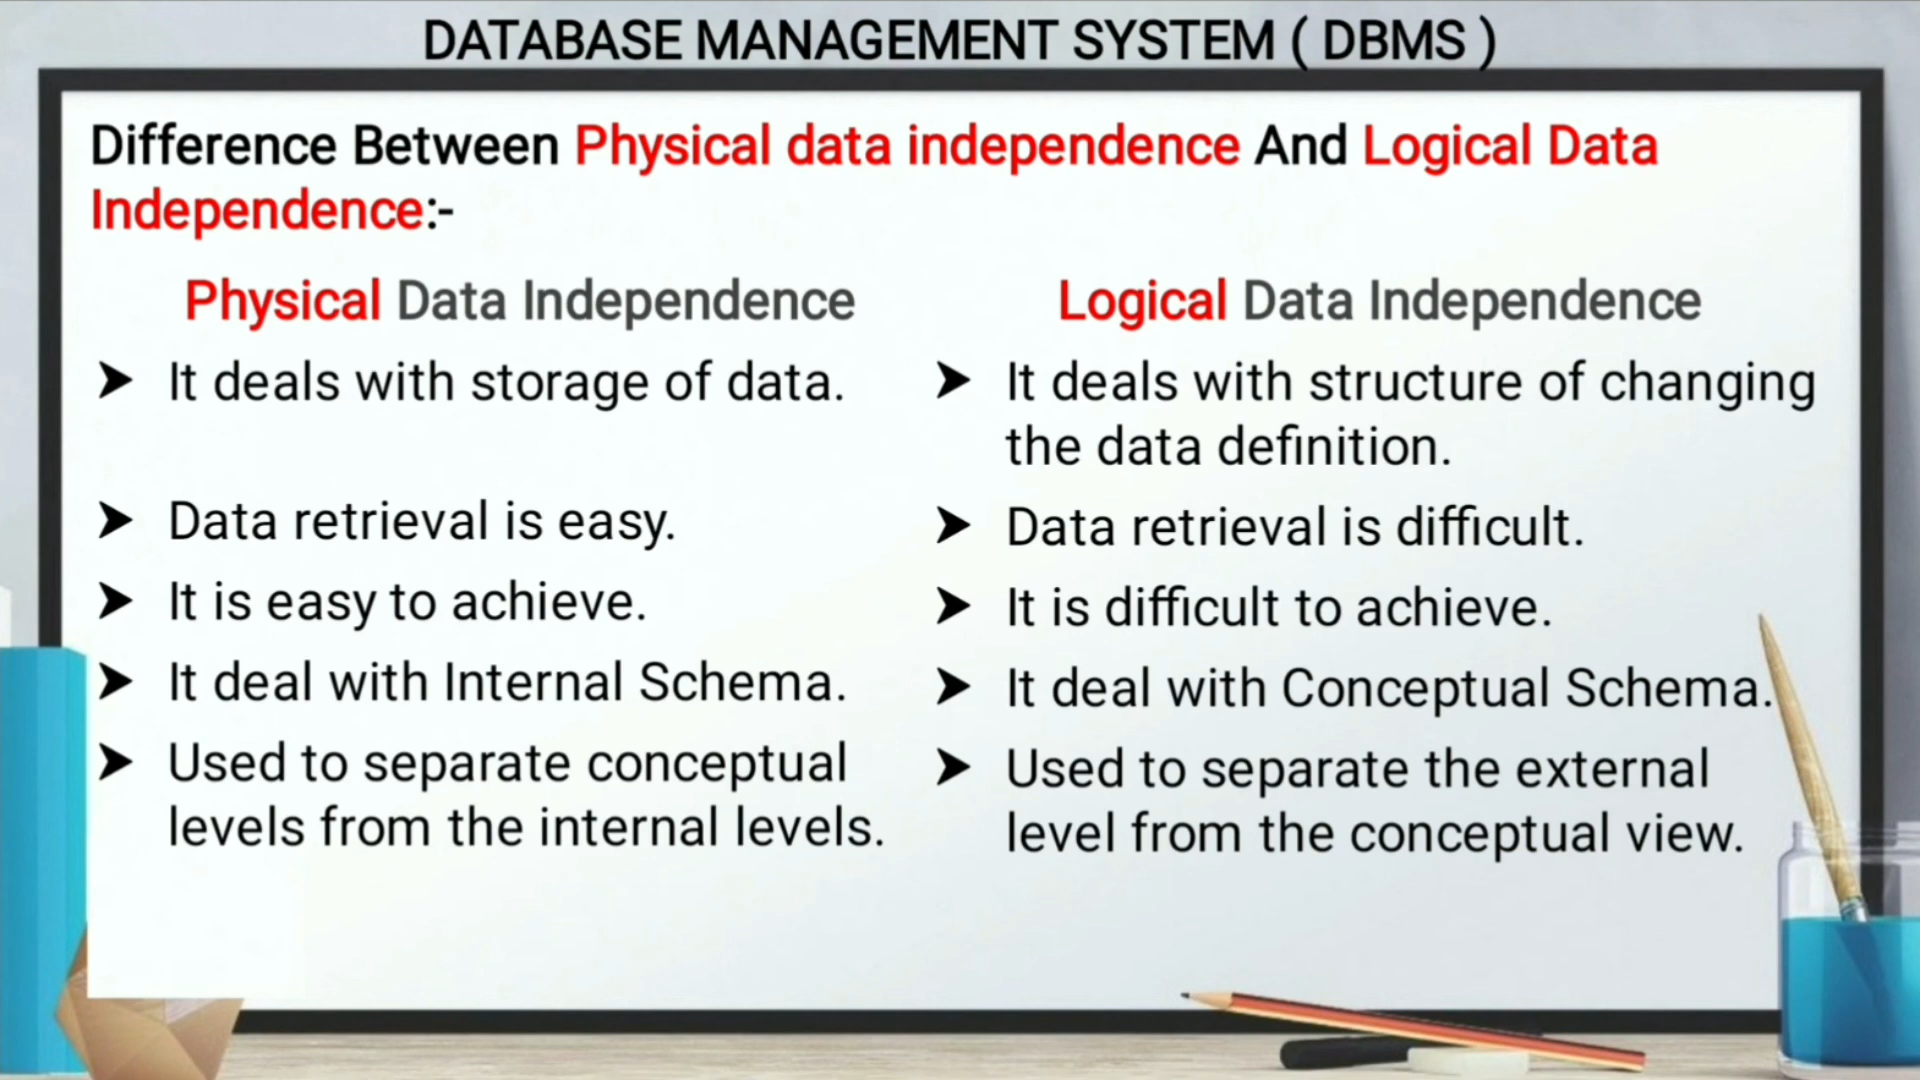 DATABASE MANAGEMENT SYSTEM ( DBMS )
Difference Between Physical data independence And Logical Data
Independence:-
Physical Data Independence
➤ It deals with storage of data.
➤ Data retrieval is easy.
➤ It is easy to achieve.
➤ It deal with Internal Schema.
➤ Used to separate conceptual
levels from the internal levels.
Logical Data Independence
➤ It deals with structure of changing
the data definition.
➤ Data retrieval is difficult.
➤ It is difficult to achieve.
➤ It deal with Conceptual Schema.
➤ Used to separate the external
level from the conceptual view.